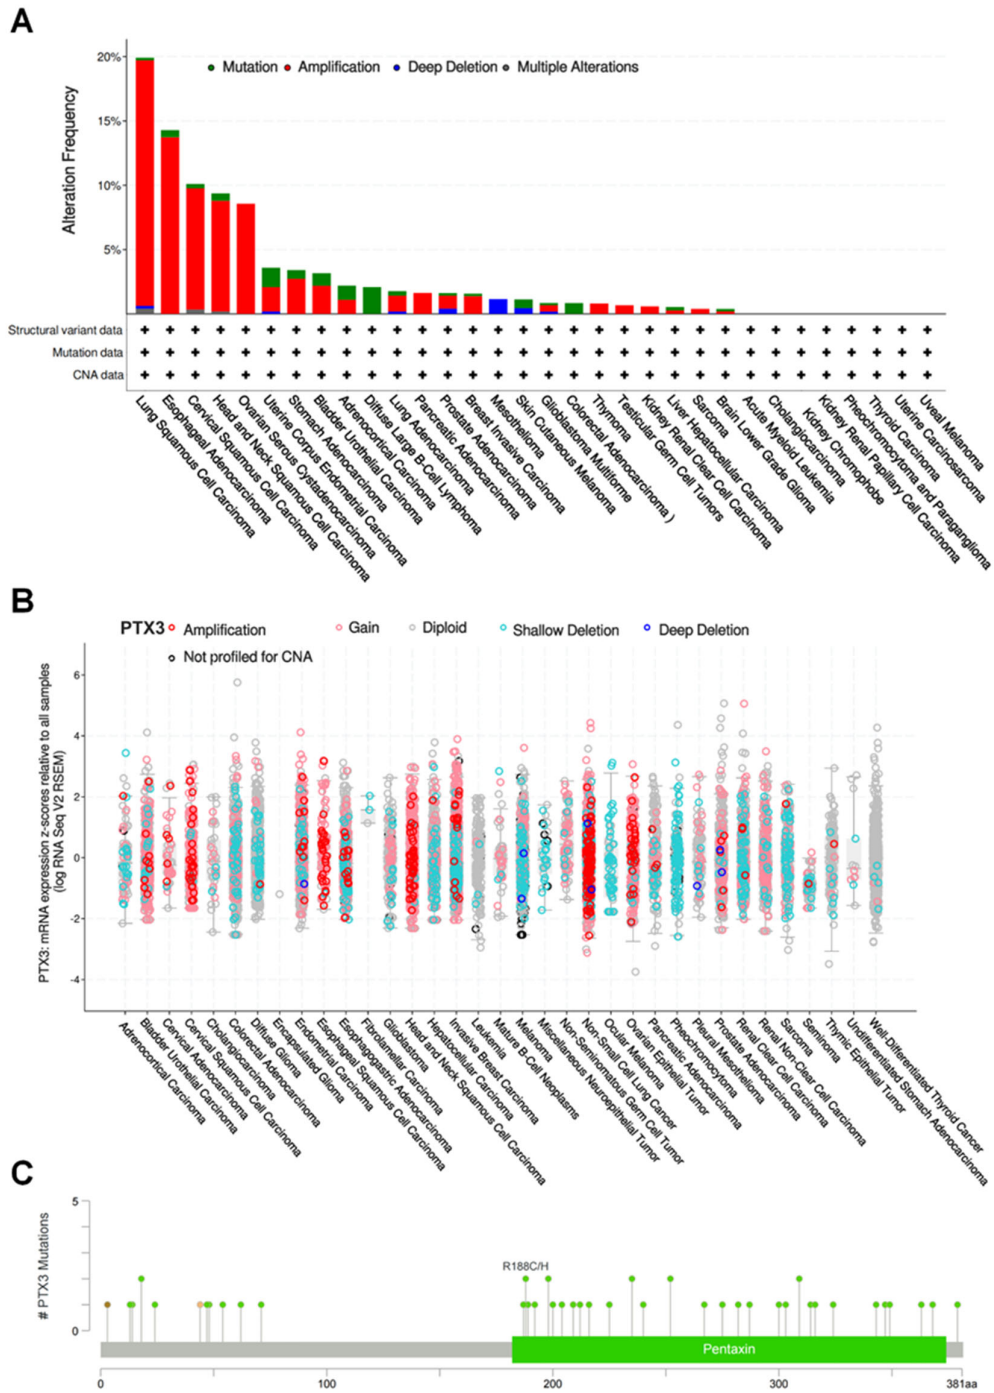 A
20%
15%
10%
5%
Alteration Frequency
Mutation Amplification Deep Deletion Multiple Alterations
Structural variant data
Mutation data
CNA data
Lung Squamous Cell Carcinoma
Esophageal Adenocarcinoma
Cervical Squamous Cell Carcinoma
Head and Neck Squamous Cell Carcinoma
Ovarian Serous Cystadenocarcinoma
Uterine Corpus Endometrial Carcinoma
Stomach Adenocarcinoma
Bladder Urothelial Carcinoma
Adrenocortical Carcinoma
Diffuse Large B-Cell Lymphoma
Lung Adenocarcinoma
Pancreatic Adenocarcinoma
Prostate Adenocarcinoma
Breast Invasive Carcinoma
Mesothelioma
Skin Cutaneous Melanoma
Glioblastoma Multiforme
Colorectal Adenocarcinoma )
Thymoma
Testicular Germ Cell Tumors
Kidney Renal Clear Cell Carcinoma
Liver Hepatocellular Carcinoma
Sarcoma
Brain Lower Grade Glioma
Acute Myeloid Leukemia
Cholangiocarcinoma
Kidney Chromophobe
Kidney Renal Papillary Cell Carcinoma
Pheochromocytoma and Paraganglioma
Thyroid Carcinoma
Uterine Carcinosarcoma
Uveal Melanoma
B
PTX3 Amplification Gain Diploid Shallow Deletion Deep Deletion
Not profiled for CNA
PTX3: mRNA expression z-scores relative to all samples
(log RNA Seq V2 RSEM)
6
4
2
0
-2
-4
Adrenocortical Carcinoma
Bladder Urothelial Carcinoma
Cervical Adenocarcinoma
Cervical Squamous Cell Carcinoma
Cholangiocarcinoma
Colorectal Adenocarcinoma
Diffuse Glioma
Encapsulated Glioma
Endometrial Carcinoma
Esophageal Squamous Cell Carcinoma
Esophagogastric Adenocarcinoma
Fibrolamellar Carcinoma
Glioblastoma
Head and Neck Squamous Cell Carcinoma
Hepatocellular Carcinoma
Invasive Breast Carcinoma
Leukemia
Mature B-Cell Neoplasms
Melanoma
Miscellaneous Neuroepithelial Tumor
Non-Seminomatous Germ Cell Tumor
Non-Small Cell Lung Cancer
Ocular Melanoma
Ovarian Epithelial Tumor
Pancreatic Adenocarcinoma
Pheochromocytoma
Pleural Mesothelioma
Prostate Adenocarcinoma
Renal Clear Cell Carcinoma
Renal Non-Clear Cell Carcinoma
Sarcoma
Seminoma
Thymic Epithelial Tumor
Undifferentiated Stomach Adenocarcinoma
Well-Differentiated Thyroid Cancer
C
# PTX3 Mutations
5
0
R188C/H
Pentaxin
0 100 200 300 381aa